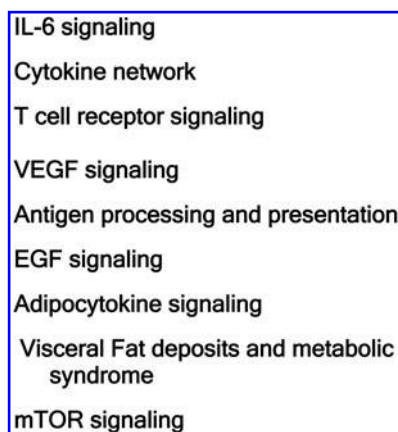 IL-6 signaling
Cytokine network
T cell receptor signaling
VEGF signaling
Antigen processing and presentation
EGF signaling
Adipocytokine signaling
Visceral Fat deposits and metabolic
syndrome
mTOR signaling